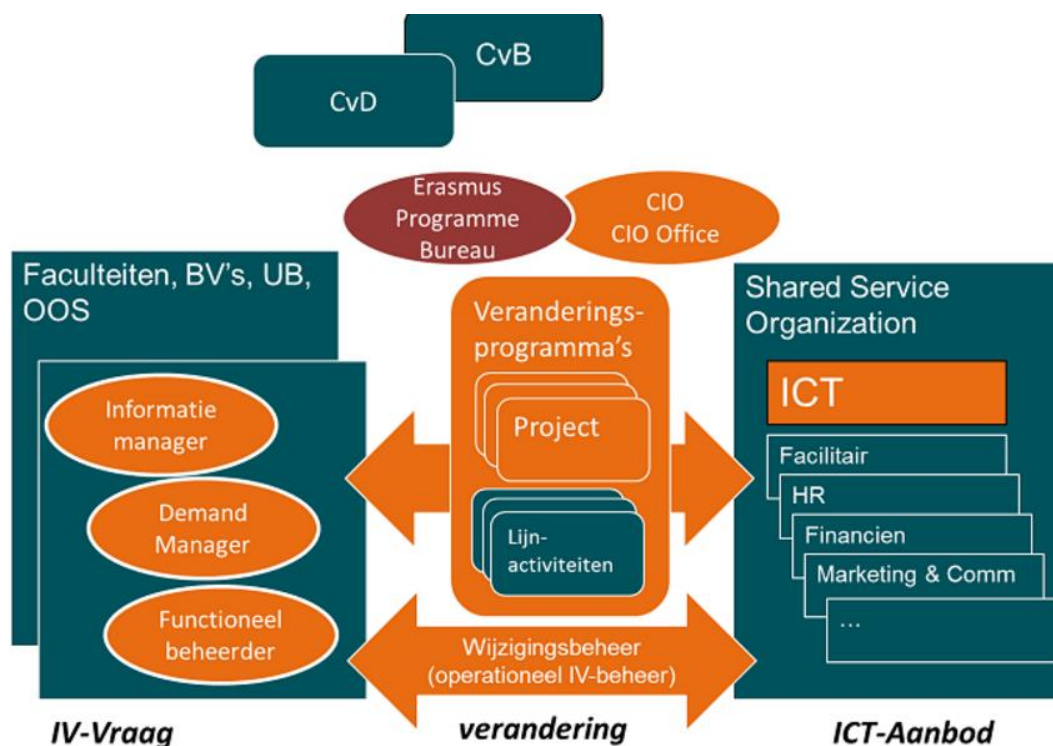 CvB
CvD
Erasmus
Programme
Bureau
CIO
CIO Office
Faculteiten, BV's, UB,
OOS
Informatie
manager
Demand
Manager
Functioneel
beheerder
Veranderings-
programma's
Project
Lijn-
activiteiten
Wijzigingsbeheer
(operationeel IV-beheer)
Shared Service
Organization
ICT
Facilitair
HR
Financien
Marketing & Comm
...
IV-Vraag
verandering
ICT-Aanbod